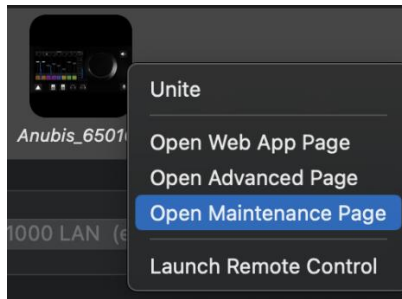 Anubis_6501
Unite
Open Web App Page
Open Advanced Page
Open Maintenance Page
1000 LAN (e
Launch Remote Control